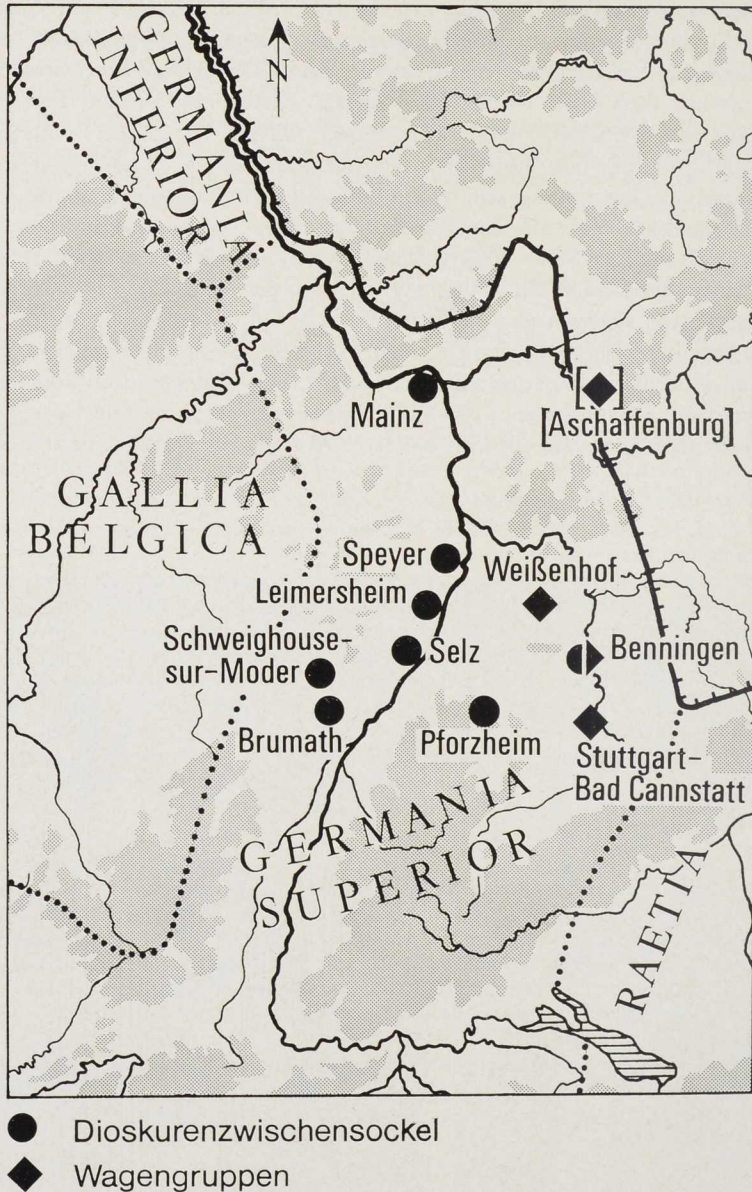 GERMANIA
INFERIOR
N
Mainz
[ ]
[Aschaffenburg]
GALLIA
BELGICA
Speyer
Weißenhof
Leimersheim
Schweighouse-
sur-Moder
Selz
Benningen
Brumath
Pforzheim
Stuttgart-
Bad Cannstatt
GERMANIA
SUPERIOR
RAETIA
Dioskurenzwischensockel
Wagengruppen